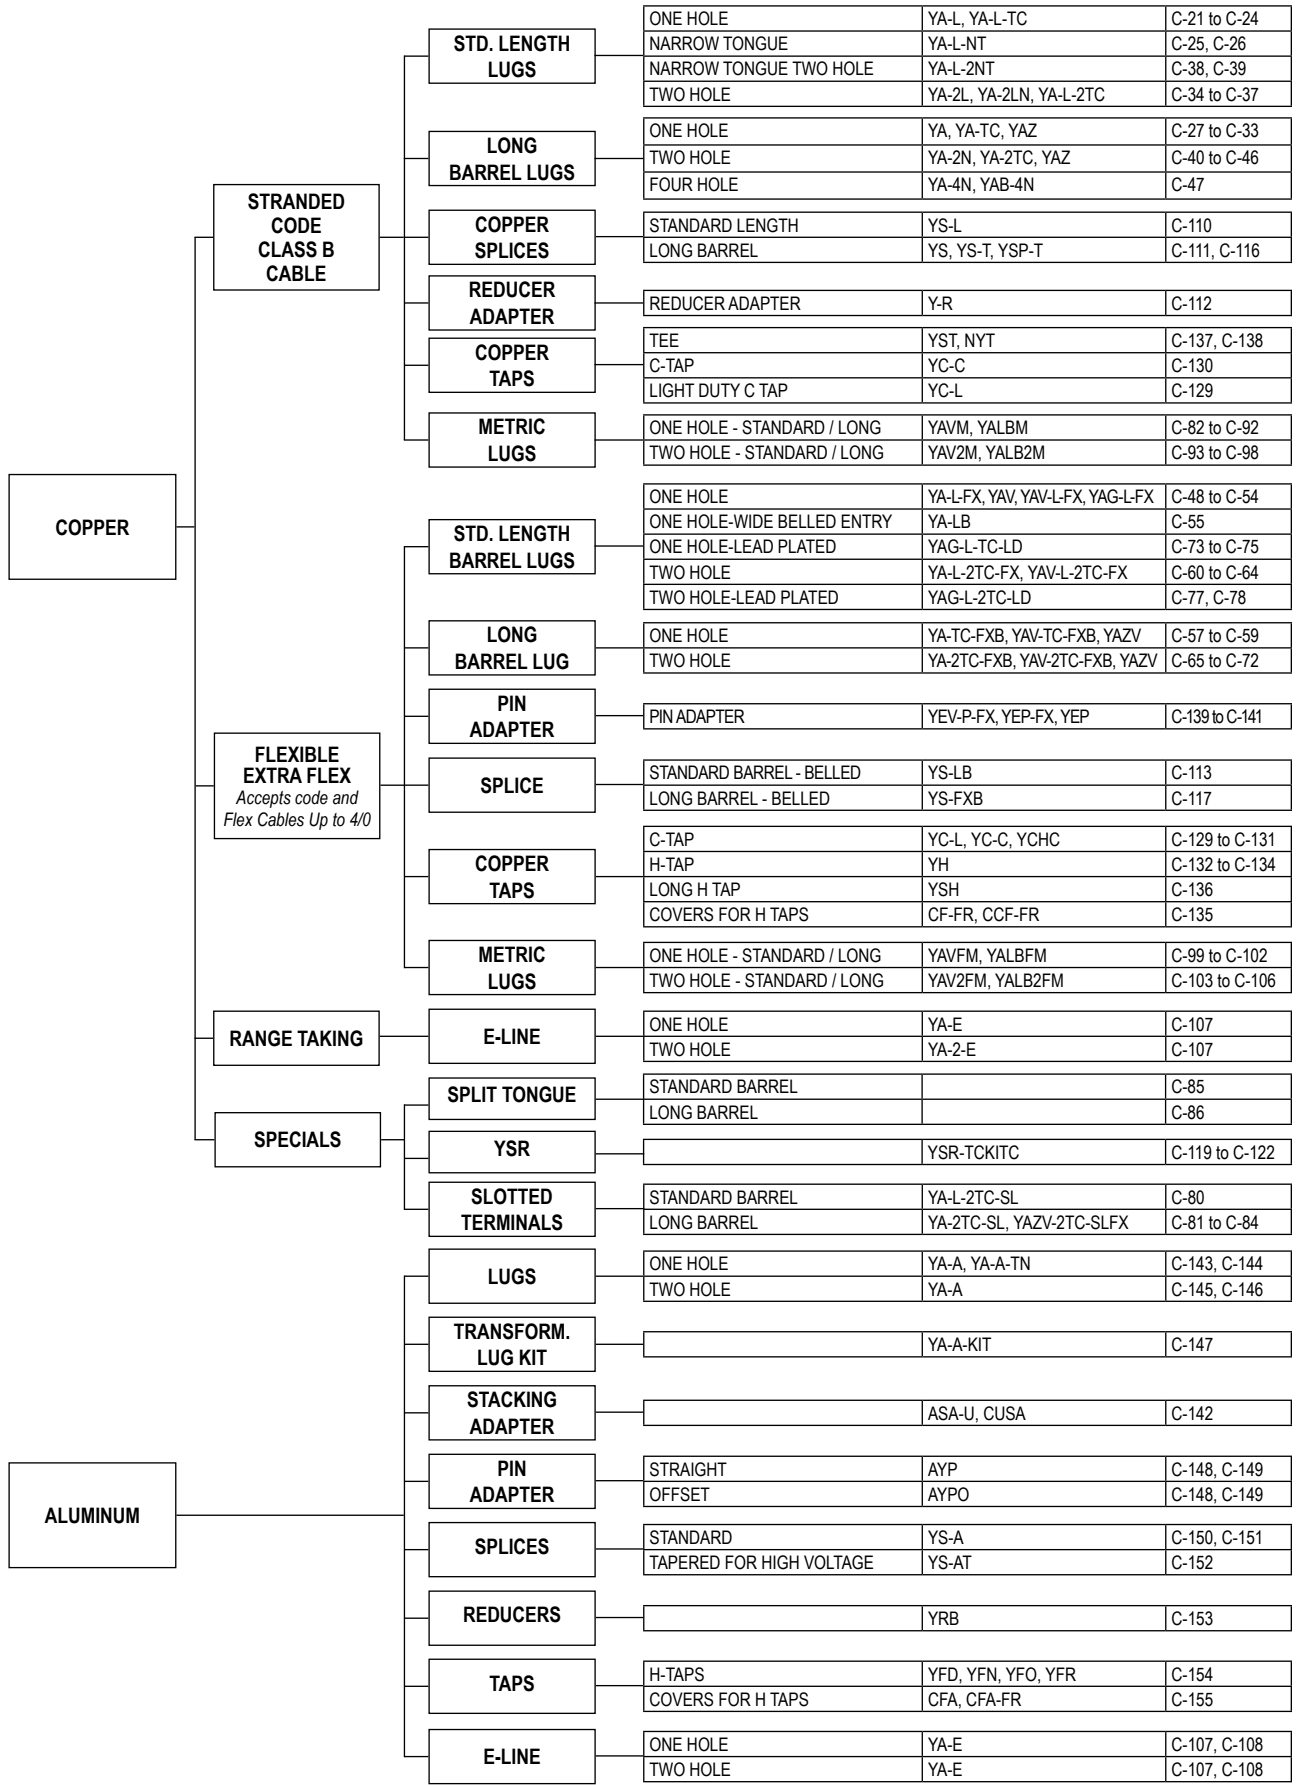 COPPER
STRANDED
CODE
CLASS B
CABLE
STD. LENGTH
LUGS
ONE HOLE YA-L, YA-L-TC C-21 to C-24
NARROW TONGUE YA-L-NT C-25, C-26
NARROW TONGUE TWO HOLE YA-L-2NT C-38, C-39
TWO HOLE YA-2L, YA-2LN, YA-L-2TC C-34 to C-37
LONG
BARREL LUGS
ONE HOLE YA, YA-TC, YAZ C-27 to C-33
TWO HOLE YA-2N, YA-2TC, YAZ C-40 to C-46
FOUR HOLE YA-4N, YAB-4N C-47
COPPER
SPLICES
STANDARD LENGTH YS-L C-110
LONG BARREL YS, YS-T, YSP-T C-111, C-116
REDUCER
ADAPTER
REDUCER ADAPTER Y-R C-112
COPPER
TAPS
TEE YST, NYT C-137, C-138
C-TAP YC-C C-130
LIGHT DUTY C TAP YC-L C-129
METRIC
LUGS
ONE HOLE - STANDARD / LONG YAVM, YALBM C-82 to C-92
TWO HOLE - STANDARD / LONG YAV2M, YALB2M C-93 to C-98
FLEXIBLE
EXTRA FLEX
Accepts code and
Flex Cables Up to 4/0
STD. LENGTH
BARREL LUGS
ONE HOLE YA-L-FX, YAV, YAV-L-FX, YAG-L-FX C-48 to C-54
ONE HOLE-WIDE BELLED ENTRY YA-LB C-55
ONE HOLE-LEAD PLATED YAG-L-TC-LD C-73 to C-75
TWO HOLE YA-L-2TC-FX, YAV-L-2TC-FX C-60 to C-64
TWO HOLE-LEAD PLATED YAG-L-2TC-LD C-77, C-78
LONG
BARREL LUG
ONE HOLE YA-TC-FXB, YAV-TC-FXB, YAZV C-57 to C-59
TWO HOLE YA-2TC-FXB, YAV-2TC-FXB, YAZV C-65 to C-72
PIN
ADAPTER
PIN ADAPTER YEV-P-FX, YEP-FX, YEP C-139 to C-141
SPLICE
STANDARD BARREL - BELLED YS-LB C-113
LONG BARREL - BELLED YS-FXB C-117
COPPER
TAPS
C-TAP YC-L, YC-C, YCHC C-129 to C-131
H-TAP YH C-132 to C-134
LONG H TAP YSH C-136
COVERS FOR H TAPS CF-FR, CCF-FR C-135
METRIC
LUGS
ONE HOLE - STANDARD / LONG YAVFM, YALBFM C-99 to C-102
TWO HOLE - STANDARD / LONG YAV2FM, YALB2FM C-103 to C-106
RANGE TAKING
E-LINE
ONE HOLE YA-E C-107
TWO HOLE YA-2-E C-107
SPECIALS
SPLIT TONGUE
STANDARD BARREL C-85
LONG BARREL C-86
YSR
YSR-TCKITC C-119 to C-122
SLOTTED
TERMINALS
STANDARD BARREL YA-L-2TC-SL C-80
LONG BARREL YA-2TC-SL, YAZV-2TC-SLFX C-81 to C-84
ALUMINUM
LUGS
ONE HOLE YA-A, YA-A-TN C-143, C-144
TWO HOLE YA-A C-145, C-146
TRANSFORM.
LUG KIT
YA-A-KIT C-147
STACKING
ADAPTER
ASA-U, CUSA C-142
PIN
ADAPTER
STRAIGHT AYP C-148, C-149
OFFSET AYPO C-148, C-149
SPLICES
STANDARD YS-A C-150, C-151
TAPERED FOR HIGH VOLTAGE YS-AT C-152
REDUCERS
YRB C-153
TAPS
H-TAPS YFD, YFN, YFO, YFR C-154
COVERS FOR H TAPS CFA, CFA-FR C-155
E-LINE
ONE HOLE YA-E C-107, C-108
TWO HOLE YA-E C-107, C-108